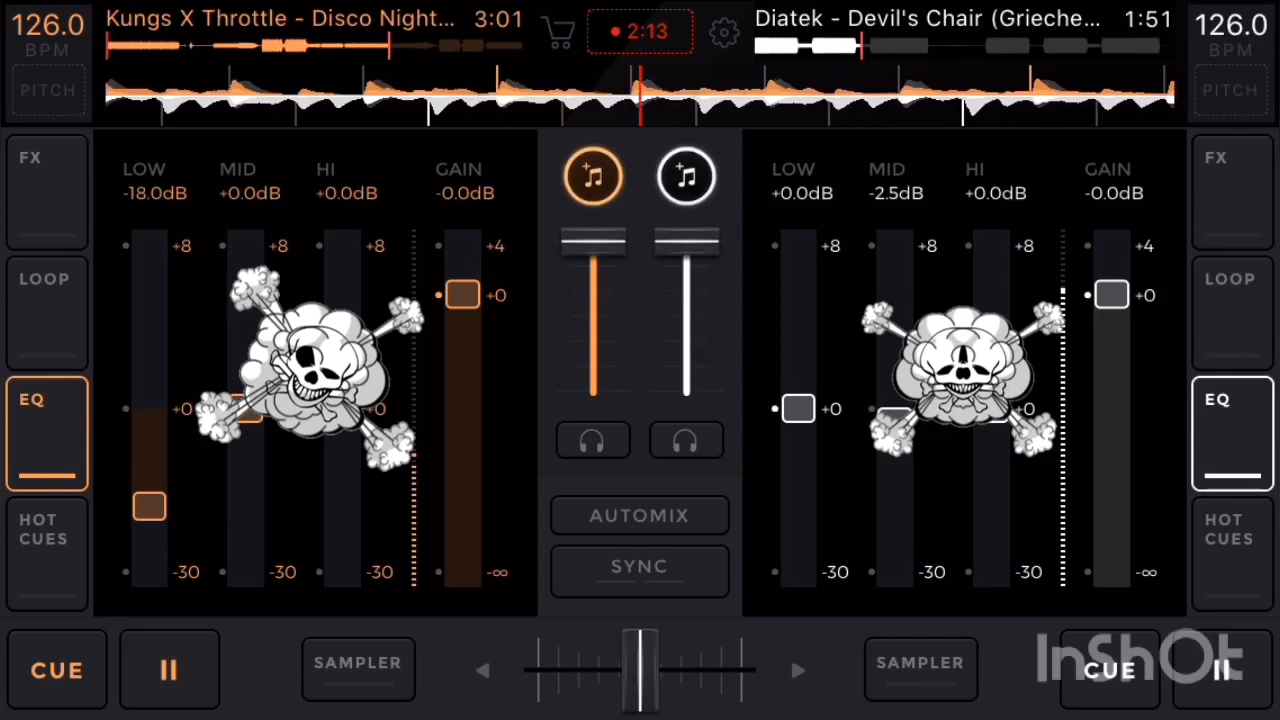 126.0
BPM
PITCH
Kungs X Throttle - Disco Night...
3:01
2:13
Diatek - Devil's Chair (Grieche...
1:51
126.0
BPM
PITCH
FX
LOOP
EQ
HOT
CUES
LOW
-18.0dB
MID
+0.0dB
HI
+0.0dB
GAIN
-0.0dB
+8
+8
+8
+4
+0
+0
+0
-30
-30
-30
-∞
AUTOMIX
SYNC
LOW
+0.0dB
MID
-2.5dB
HI
+0.0dB
GAIN
-0.0dB
+8
+8
+8
+4
+0
+0
+0
-30
-30
-30
-∞
FX
LOOP
EQ
HOT
CUES
CUE
SAMPLER
SAMPLER
CUE
InShOt